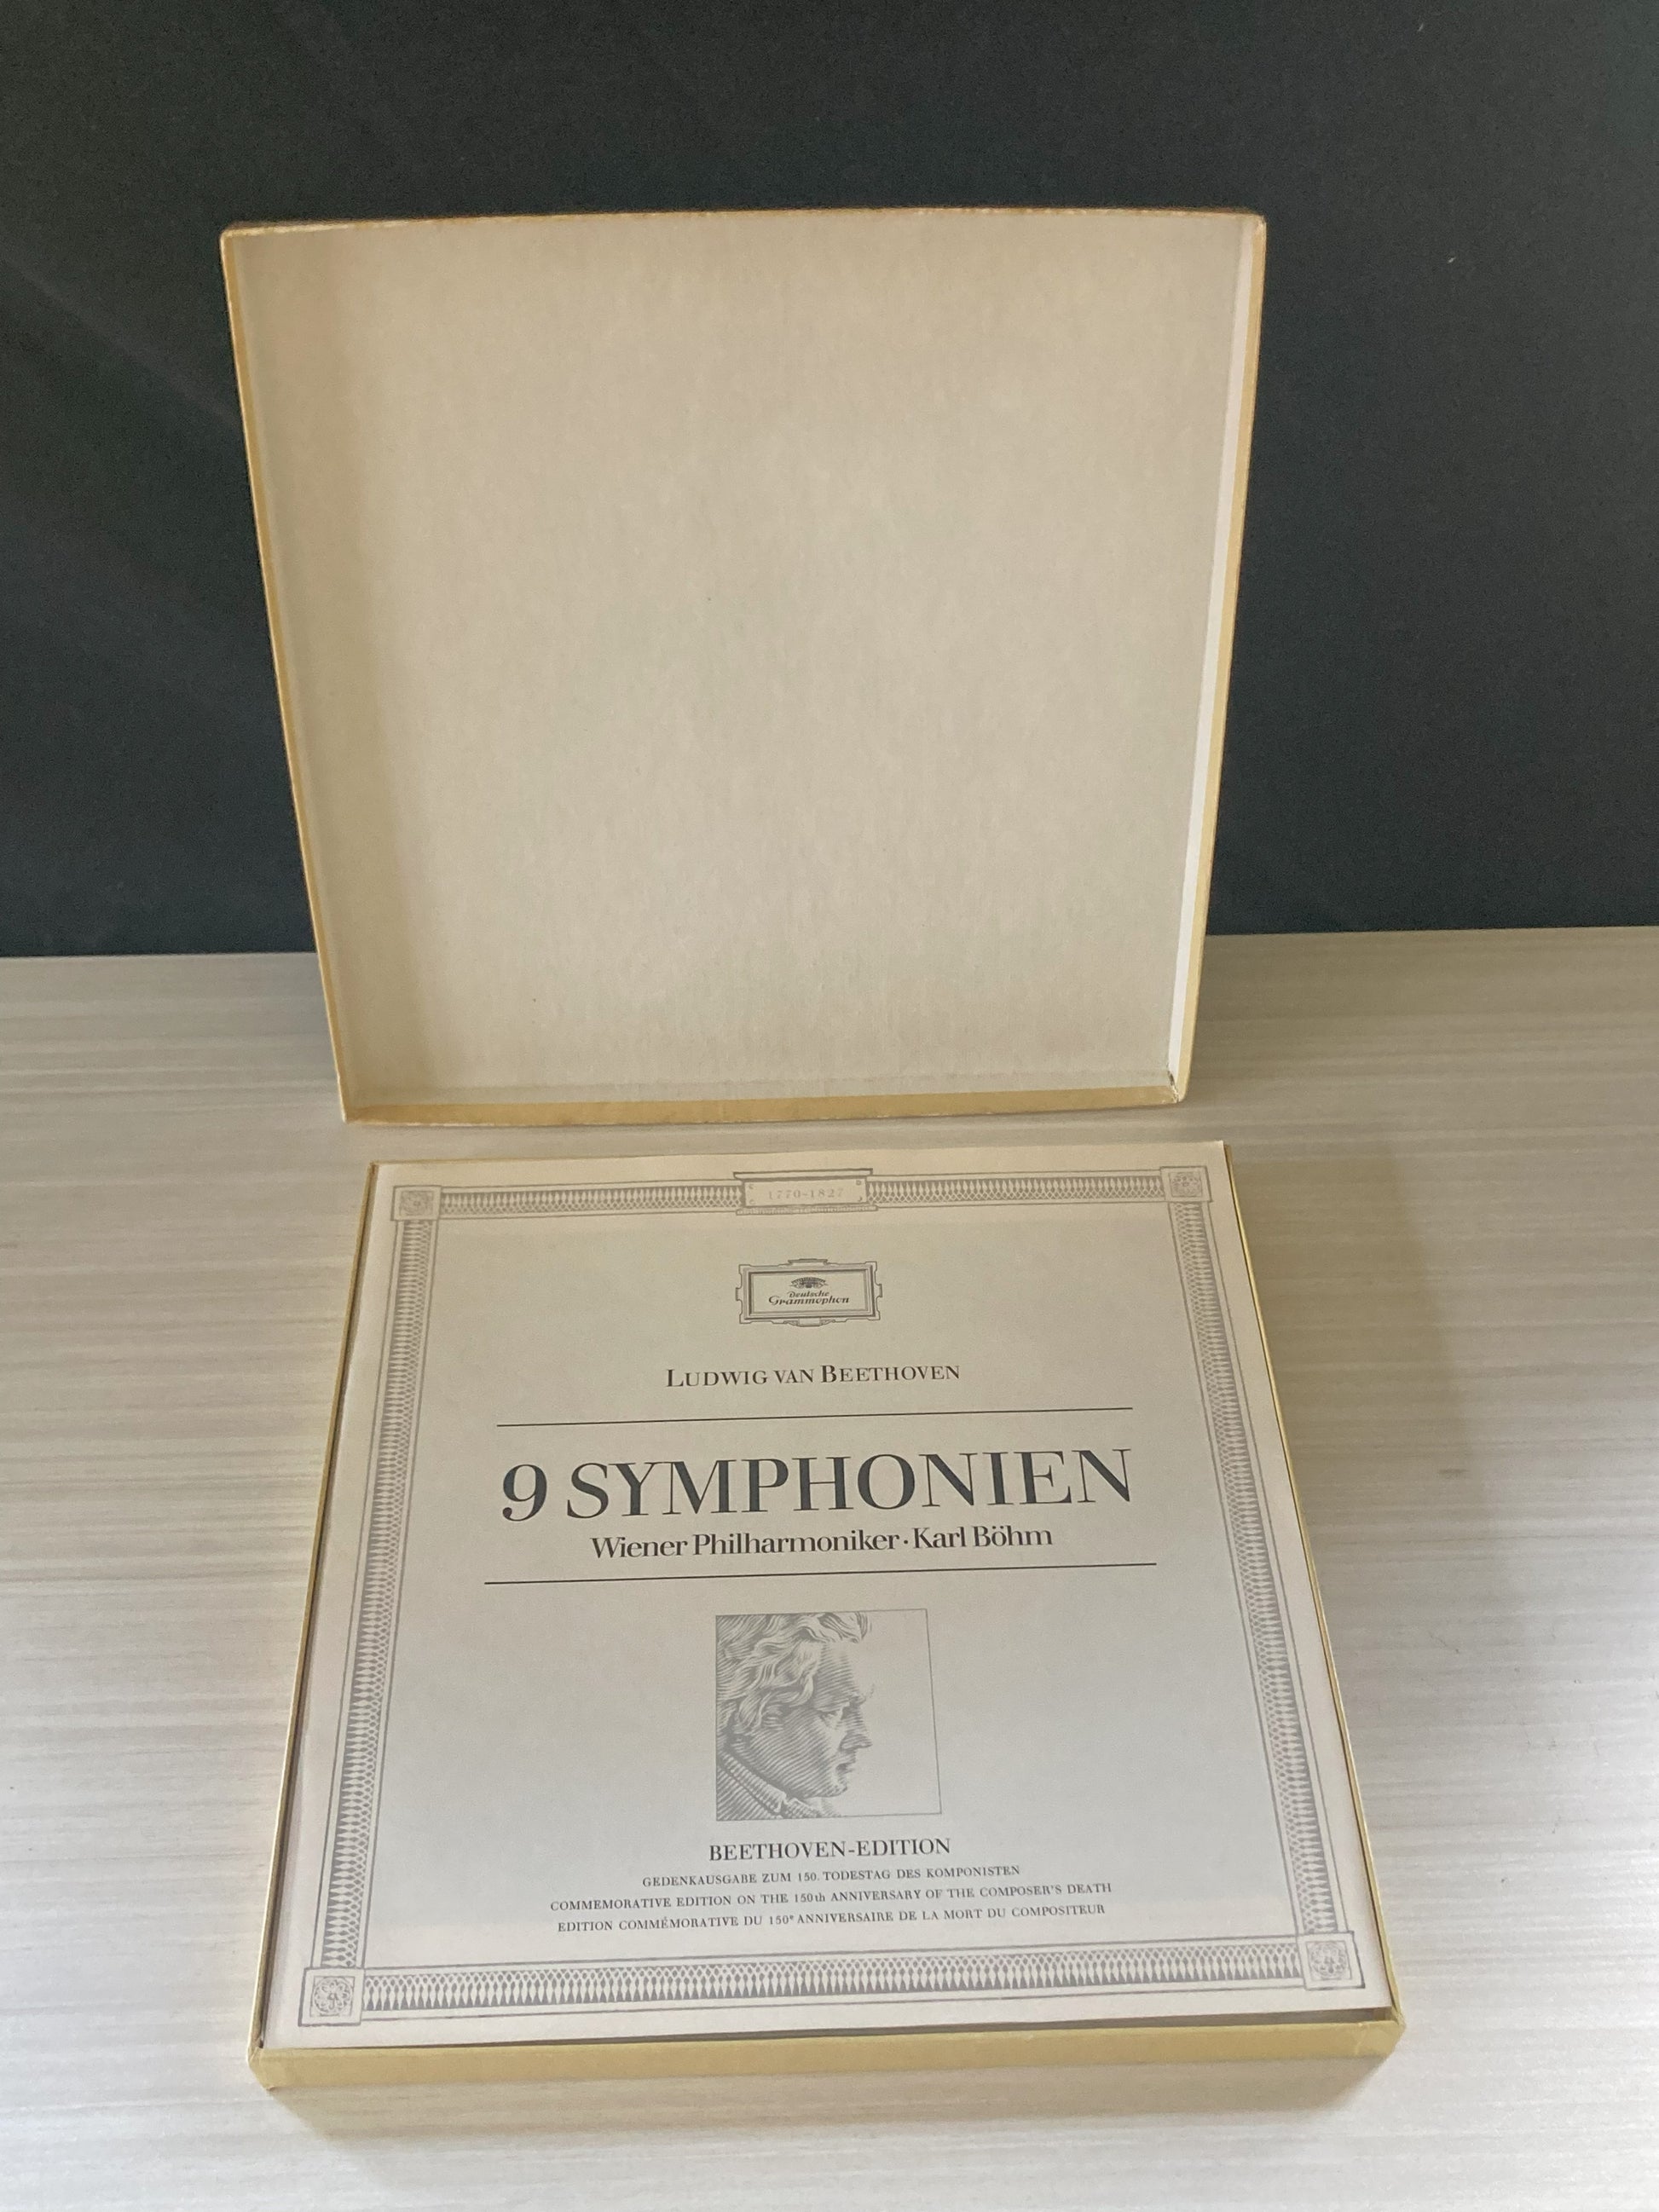 1770-1827
Deutsche
Grammophon
LUDWIG VAN BEETHOVEN
9 SYMPHONIEN
Wiener Philharmoniker · Karl Böhm
BEETHOVEN-EDITION
GEDENKAUSGABE ZUM 150. TODESTAG DES KOMPONISTEN
COMMEMORATIVE EDITION ON THE 150th ANNIVERSARY OF THE COMPOSER'S DEATH
EDITION COMMÉMORATIVE DU 150e ANNIVERSAIRE DE LA MORT DU COMPOSITEUR